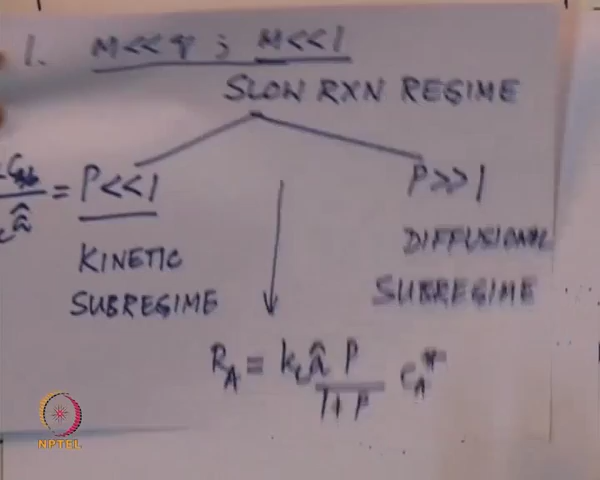 1. M<<q ; M<<1
SLOW RXN REGIME
= P<<1
P>>1
KINETIC
SUBREGIME
DIFFUSIONAL
SUBREGIME
R_A = k_L â P / 1+P C_A*
NPTEL